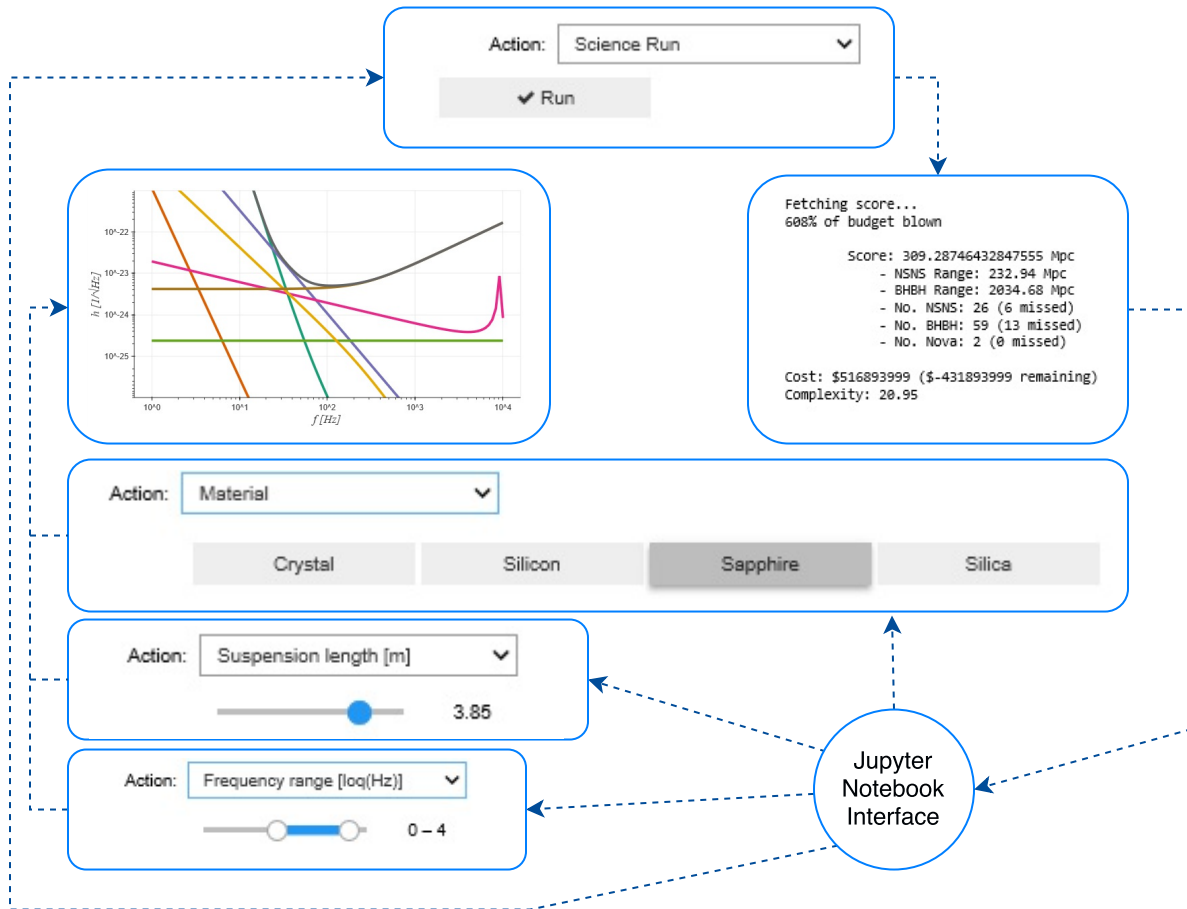 Action: Science Run
✔ Run
10^-22
10^-23
10^-24
10^-25
h [1/√Hz]
10^0 10^1 10^2 10^3 10^4
f [Hz]
Fetching score...
608% of budget blown
Score: 309.28746432847555 Mpc
- NSNS Range: 232.94 Mpc
- BHBH Range: 2034.68 Mpc
- No. NSNS: 26 (6 missed)
- No. BHBH: 59 (13 missed)
- No. Nova: 2 (0 missed)
Cost: $516893999 ($-431893999 remaining)
Complexity: 20.95
Action: Material
Crystal Silicon Sapphire Silica
Action: Suspension length [m]
3.85
Action: Frequency range [loq(Hz)]
0 – 4
Jupyter
Notebook
Interface